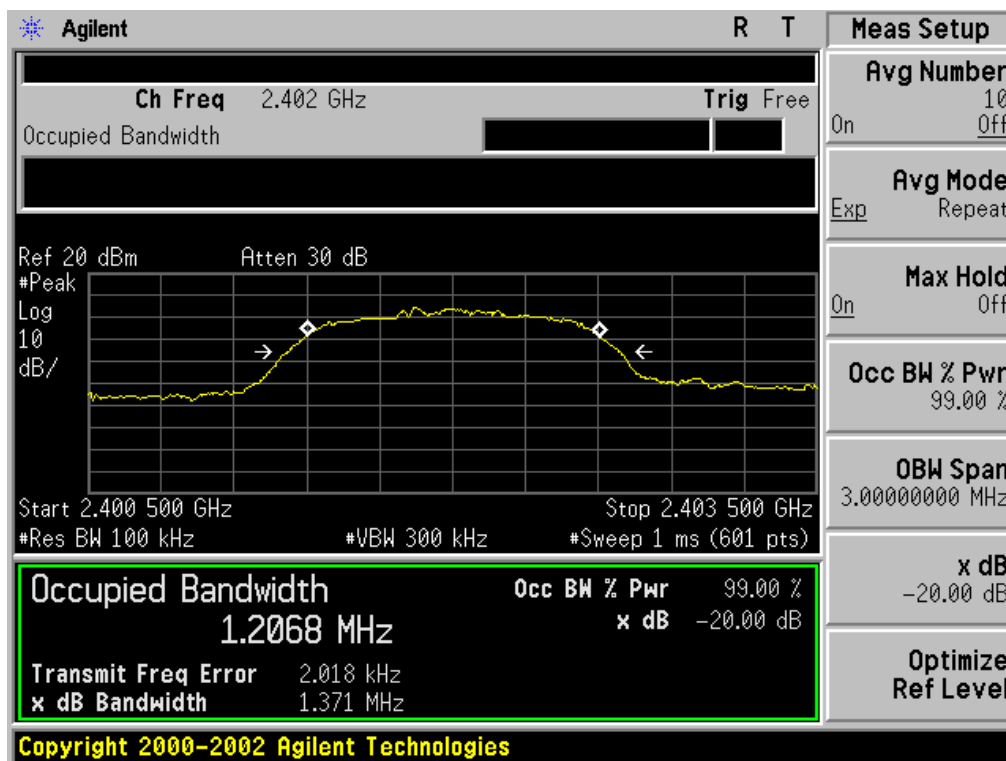 Agilent R T
Ch Freq 2.402 GHz Trig Free
Occupied Bandwidth
Ref 20 dBm Atten 30 dB
#Peak
Log
10
dB/
Start 2.400 500 GHz Stop 2.403 500 GHz
#Res BW 100 kHz #VBW 300 kHz #Sweep 1 ms (601 pts)
Occupied Bandwidth
1.2068 MHz
Occ BW % Pwr 99.00 %
x dB -20.00 dB
Transmit Freq Error 2.018 kHz
x dB Bandwidth 1.371 MHz
Copyright 2000-2002 Agilent Technologies
Meas Setup
Avg Number
10
On Off
Avg Mode
Exp Repeat
Max Hold
On Off
Occ BW % Pwr
99.00 %
OBW Span
3.00000000 MHz
x dB
-20.00 dB
Optimize
Ref Level